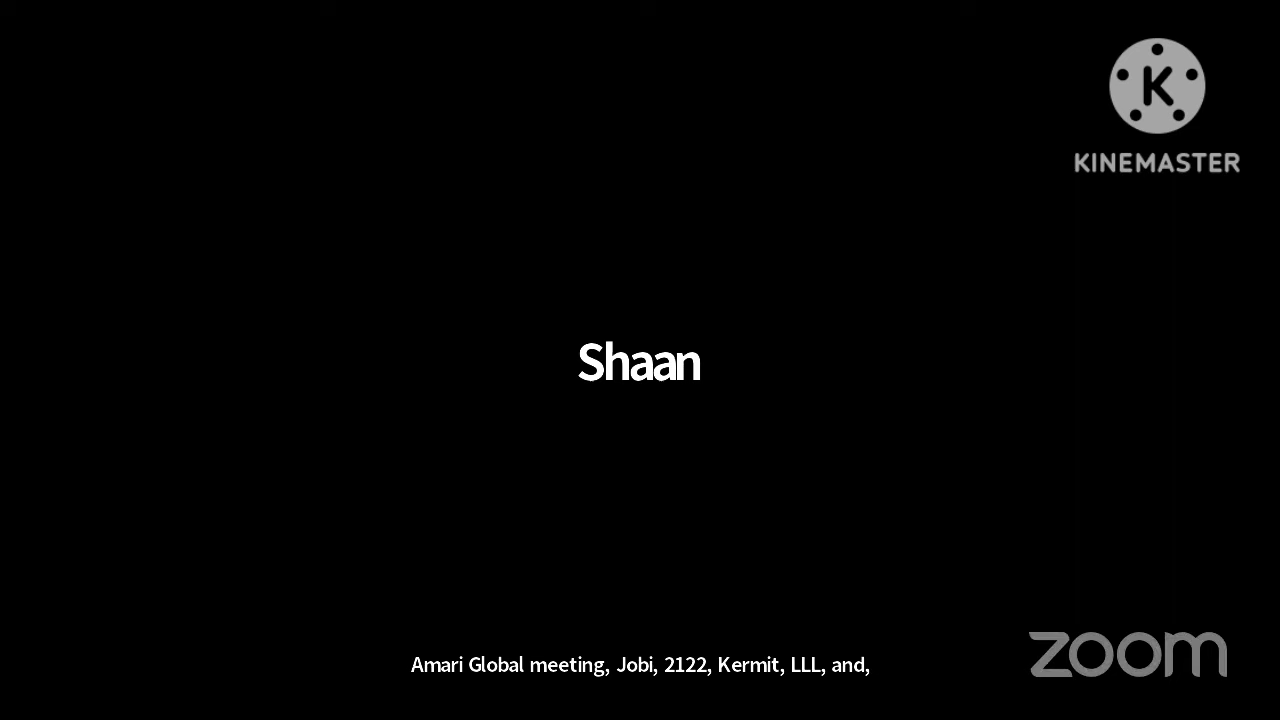 K
KINEMASTER
Shaan
Amari Global meeting, Jobi, 2122, Kermit, LLL, and,
zoom